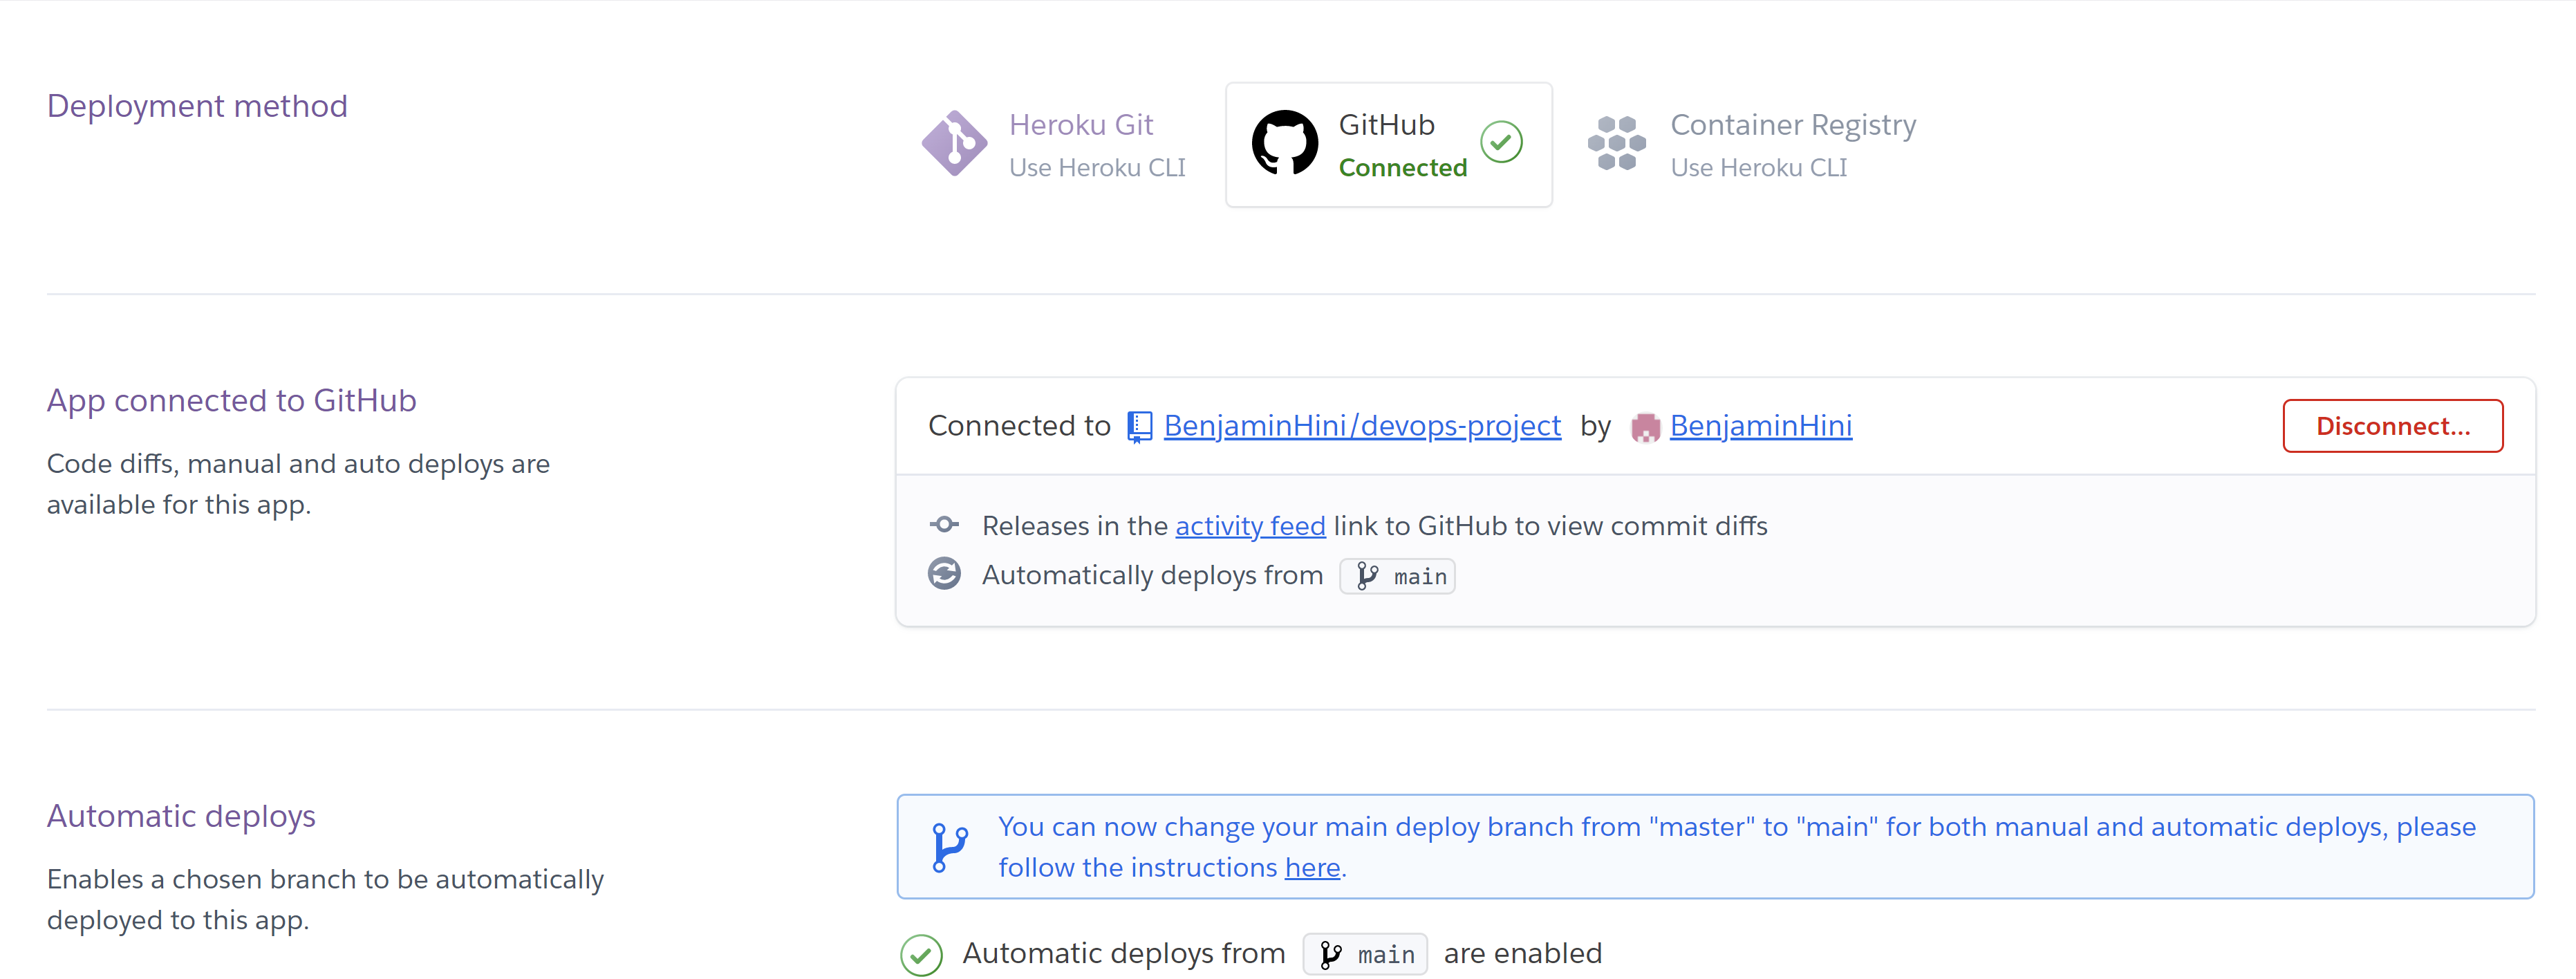 Deployment method
Heroku Git
Use Heroku CLI
GitHub
Connected
Container Registry
Use Heroku CLI
App connected to GitHub
Code diffs, manual and auto deploys are
available for this app.
Connected to BenjaminHini/devops-project by BenjaminHini
Disconnect...
Releases in the activity feed link to GitHub to view commit diffs
Automatically deploys from main
Automatic deploys
Enables a chosen branch to be automatically
deployed to this app.
You can now change your main deploy branch from "master" to "main" for both manual and automatic deploys, please
follow the instructions here.
Automatic deploys from main are enabled